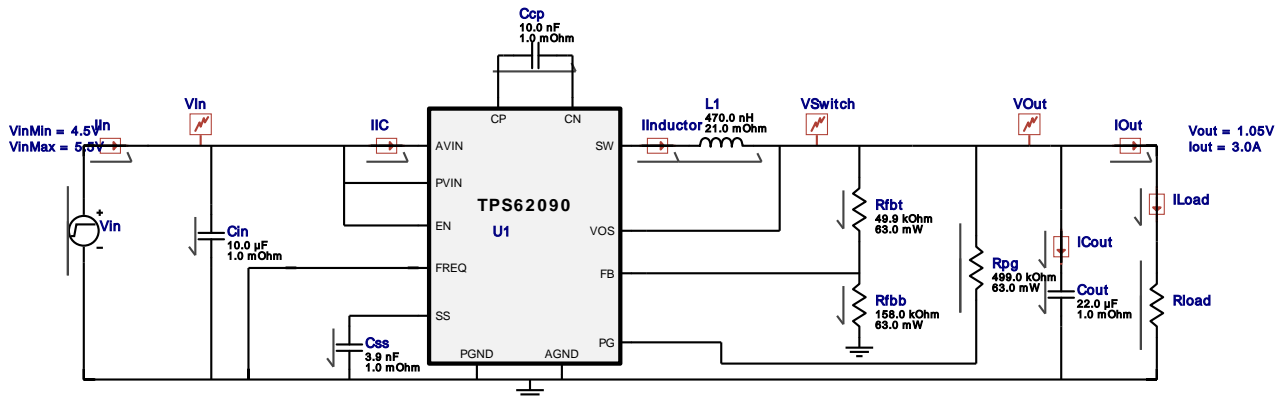 Ccp
10.0 nF
1.0 mOhm
VinMin = 4.5V
VinMax = 5.5V
IIn
VIn
IIC
CP
CN
IInductor
L1
470.0 nH
21.0 mOhm
VSwitch
VOut
IOut
Vout = 1.05V
Iout = 3.0A
AVIN
SW
PVIN
TPS62090
U1
EN
VOS
FREQ
FB
SS
PG
PGND
AGND
+
Vin
−
Cin
10.0 µF
1.0 mOhm
Css
3.9 nF
1.0 mOhm
Rfbt
49.9 kOhm
63.0 mW
Rfbb
158.0 kOhm
63.0 mW
Rpg
499.0 kOhm
63.0 mW
ICout
Cout
22.0 µF
1.0 mOhm
ILoad
Rload